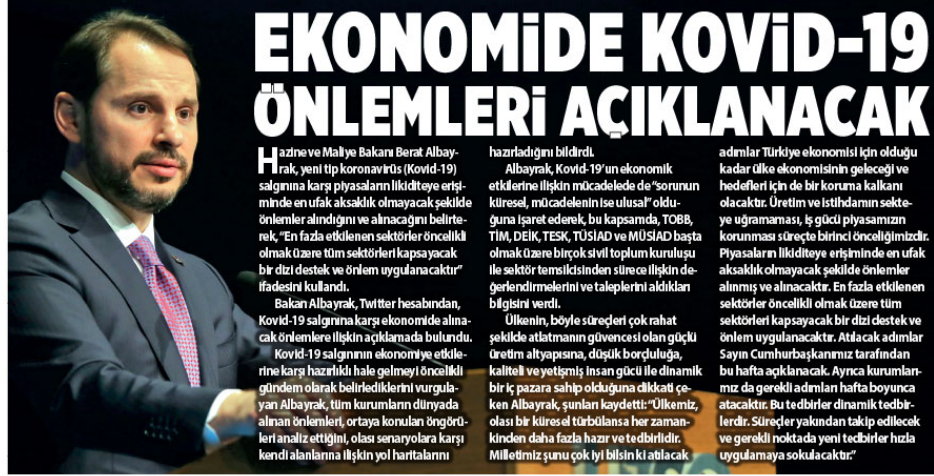 EKONOMİDE KOVİD-19
ÖNLEMLERİ AÇIKLANACAK
Hazine ve Maliye Bakanı Berat Albay-
rak, yeni tip koronavirüs (Kovid-19)
salgınına karşı piyasaların likiditeye erişi-
minde en ufak aksaklık olmayacak şekilde
önlemler alındığını ve alınacağını belirte-
rek, "En fazla etkilenen sektörler öncelikli
olmak üzere tüm sektörleri kapsayacak
bir dizi destek ve önlem uygulanacaktır"
ifadesini kullandı.
Bakan Albayrak, Twitter hesabından,
Kovid-19 salgınına karşı ekonomide alına-
cak önlemlere ilişkin açıklamada bulundu.
Kovid-19 salgınının ekonomiye etkile-
rine karşı hazırlıklı hale gelmeyi öncelikli
gündem olarak belirlediklerini vurgula-
yan Albayrak, tüm kurumların dünyada
alınan önlemleri, ortaya konulan öngörü-
leri analiz ettiğini, olası senaryolara karşı
kendi alanlarına ilişkin yol haritalarını
hazırladığını bildirdi.
Albayrak, Kovid-19'un ekonomik
etkilerine ilişkin mücadelede de "sorunun
küresel, mücadelenin ise ulusal" oldu-
ğuna işaret ederek, bu kapsamda, TOBB,
TİM, DEİK, TESK, TÜSİAD ve MÜSİAD başta
olmak üzere birçok sivil toplum kuruluşu
ile sektör temsilcisinden sürece ilişkin de-
ğerlendirmelerini ve taleplerini aldıkları
bilgisini verdi.
Ülkenin, böyle süreçleri çok rahat
şekilde atlatmanın güvencesi olan güçlü
üretim altyapısına, düşük borçluluğa,
kaliteli ve yetişmiş insan gücü ile dinamik
bir iç pazara sahip olduğuna dikkati çe-
ken Albayrak, şunları kaydetti: "Ülkemiz,
olası bir küresel türbülansa her zaman-
kinden daha fazla hazır ve tedbirlidir.
Milletimiz şunu çok iyi bilsin ki atılacak
adımlar Türkiye ekonomisi için olduğu
kadar ülke ekonomisinin geleceği ve
hedefleri için de bir koruma kalkanı
olacaktır. Üretim ve istihdamın sekte-
ye uğramaması, iş gücü piyasamızın
korunması süreçte birinci önceliğimizdir.
Piyasaların likiditeye erişiminde en ufak
aksaklık olmayacak şekilde önlemler
alınmış ve alınacaktır. En fazla etkilenen
sektörler öncelikli olmak üzere tüm
sektörleri kapsayacak bir dizi destek ve
önlem uygulanacaktır. Atılacak adımlar
Sayın Cumhurbaşkanımız tarafından
bu hafta açıklanacak. Ayrıca kurumları-
mız da gerekli adımları hafta boyunca
atacaktır. Bu tedbirler dinamik tedbir-
lerdir. Süreçler yakından takip edilecek
ve gerekli noktada yeni tedbirler hızla
uygulamaya sokulacaktır."